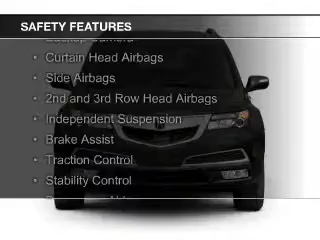 SAFETY FEATURES
• Curtain Head Airbags
• Side Airbags
• 2nd and 3rd Row Head Airbags
• Independent Suspension
• Brake Assist
• Traction Control
• Stability Control